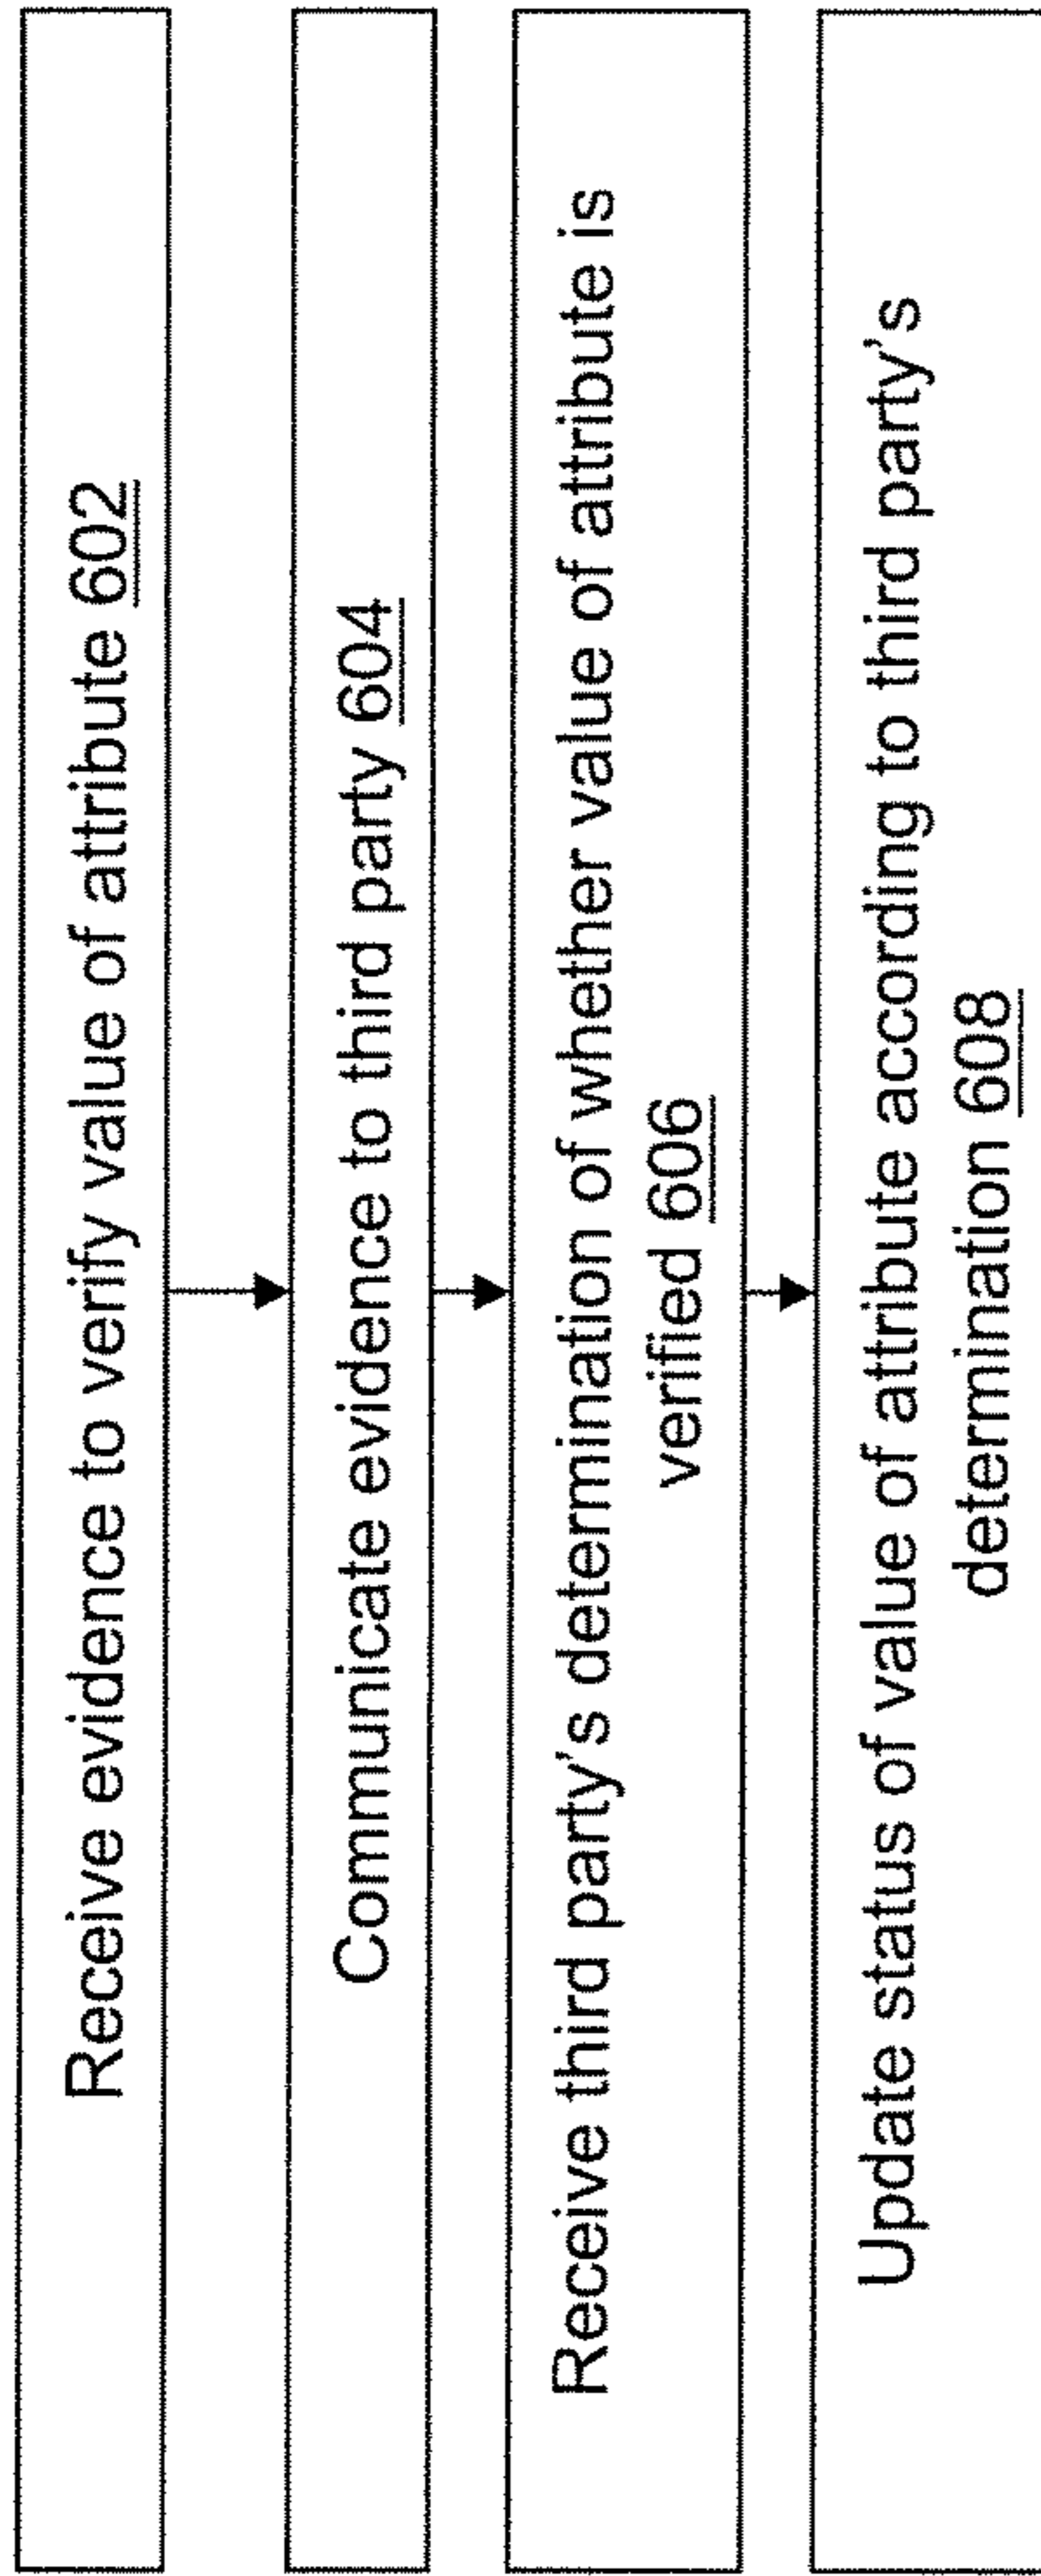 Receive evidence to verify value of attribute 602
Communicate evidence to third party 604
Receive third party's determination of whether value of attribute is
verified 606
Update status of value of attribute according to third party's
determination 608